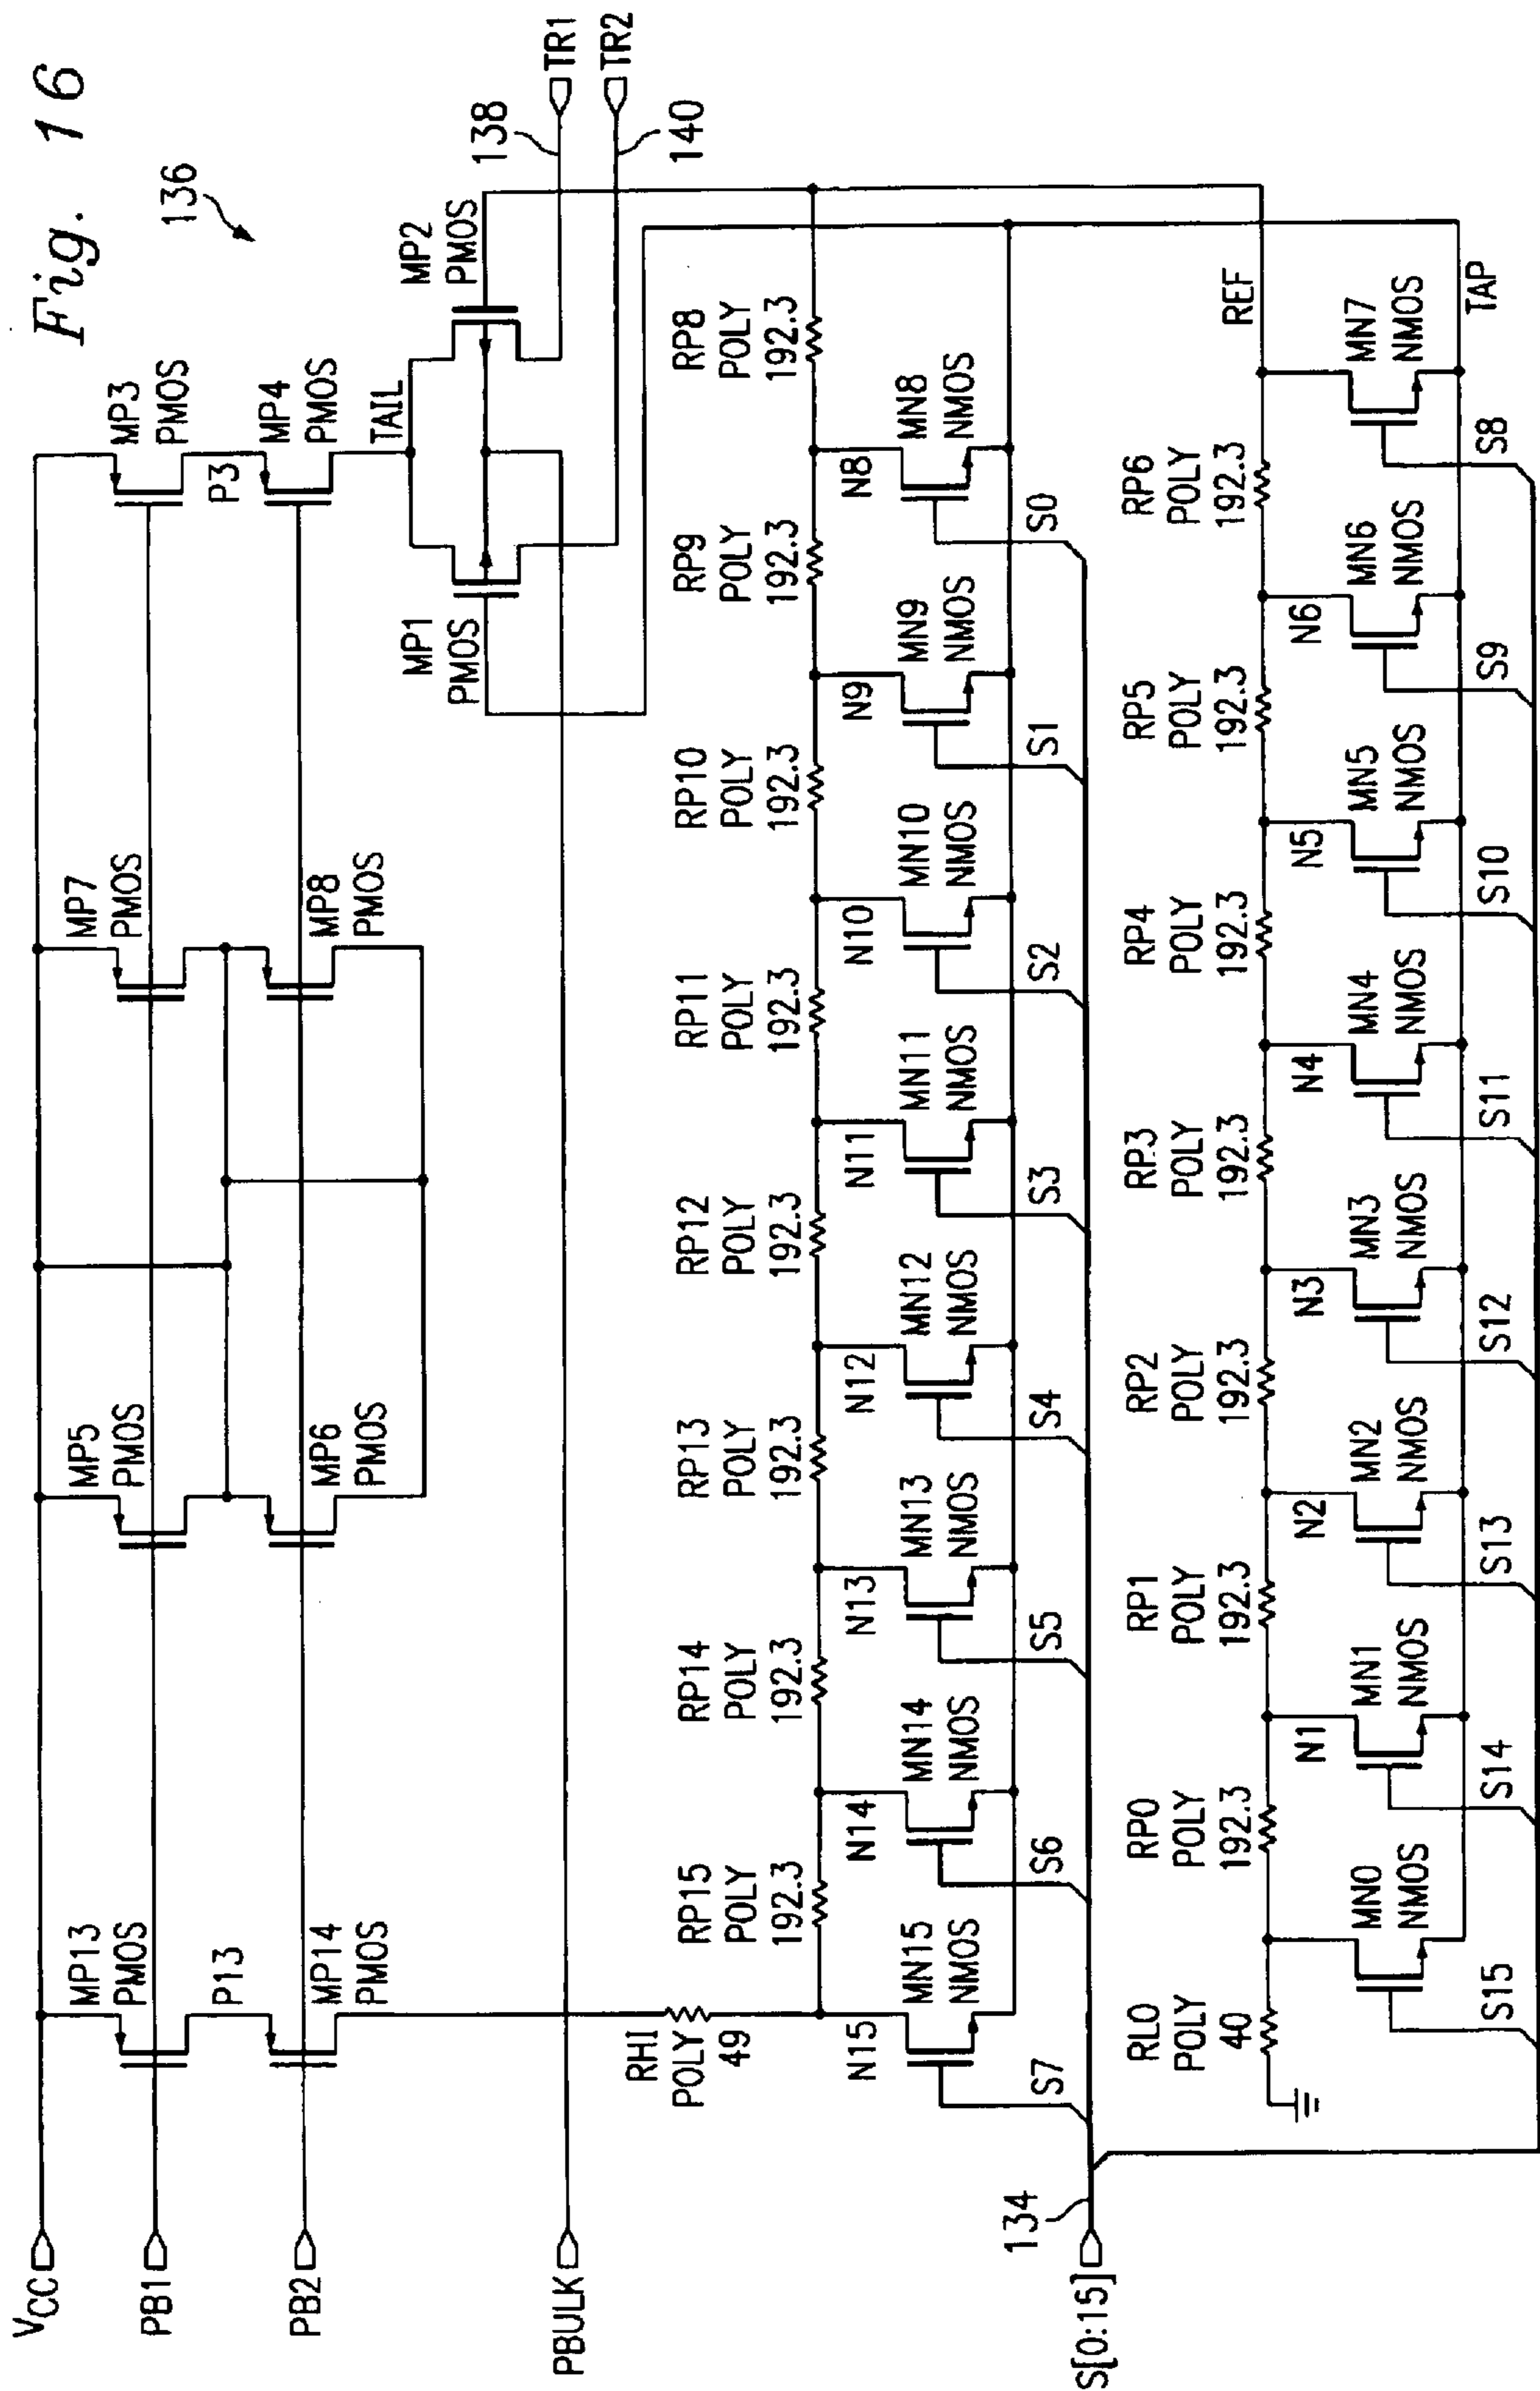 Fig. 16
136
VCC
PB1
PB2
PBULK
S[0:15]
134
MP13
PMOS
P13
MP14
PMOS
MP5
PMOS
MP6
PMOS
MP7
PMOS
MP8
PMOS
MP3
PMOS
P3
MP4
PMOS
TAIL
MP1
PMOS
MP2
PMOS
138
TR1
TR2
140
RHI
POLY
49
RP15
POLY
192.3
RP14
POLY
192.3
RP13
POLY
192.3
RP12
POLY
192.3
RP11
POLY
192.3
RP10
POLY
192.3
RP9
POLY
192.3
RP8
POLY
192.3
N15
MN15
NMOS
S7
N14
MN14
NMOS
S6
N13
MN13
NMOS
S5
N12
MN12
NMOS
S4
N11
MN11
NMOS
S3
N10
MN10
NMOS
S2
N9
MN9
NMOS
S1
N8
MN8
NMOS
S0
RLO
POLY
40
RP0
POLY
192.3
RP1
POLY
192.3
RP2
POLY
192.3
RP3
POLY
192.3
RP4
POLY
192.3
RP5
POLY
192.3
RP6
POLY
192.3
REF
MN0
NMOS
S15
N1
MN1
NMOS
S14
N2
MN2
NMOS
S13
N3
MN3
NMOS
S12
N4
MN4
NMOS
S11
N5
MN5
NMOS
S10
N6
MN6
NMOS
S9
MN7
NMOS
S8
TAP